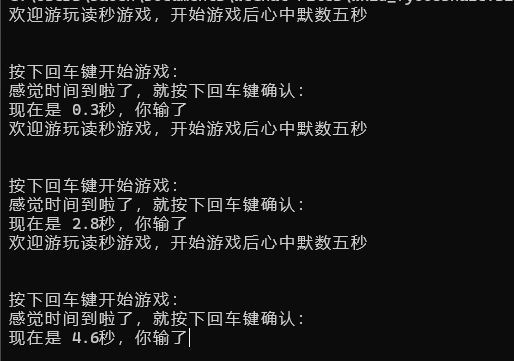 欢迎游玩读秒游戏，开始游戏后心中默数五秒
按下回车键开始游戏：
感觉时间到啦了，就按下回车键确认：
现在是 0.3秒，你输了
欢迎游玩读秒游戏，开始游戏后心中默数五秒
按下回车键开始游戏：
感觉时间到啦了，就按下回车键确认：
现在是 2.8秒，你输了
欢迎游玩读秒游戏，开始游戏后心中默数五秒
按下回车键开始游戏：
感觉时间到啦了，就按下回车键确认：
现在是 4.6秒，你输了